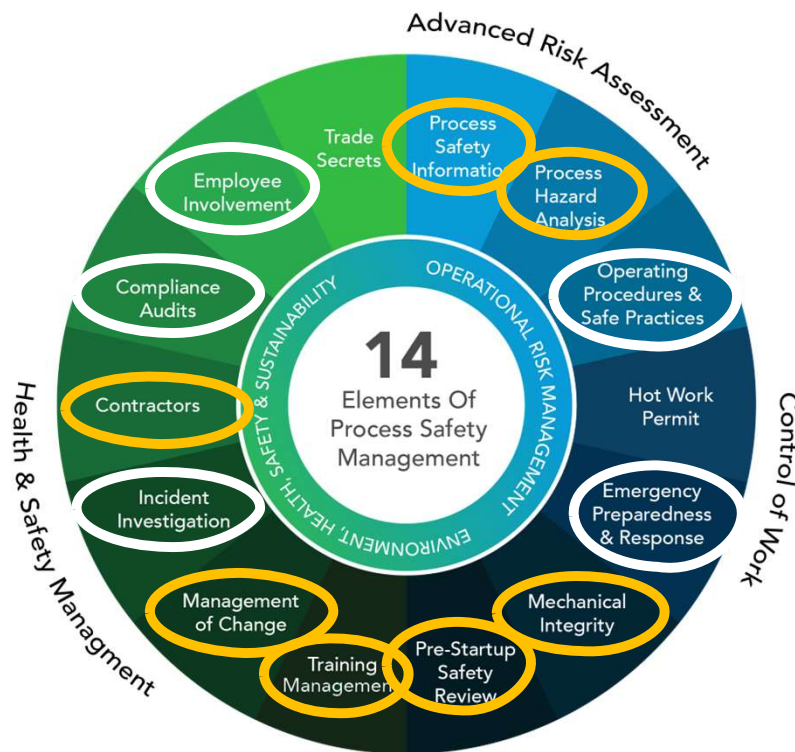 Advanced Risk Assessment
Trade
Secrets
Process
Safety
Information
Process
Hazard
Analysis
Employee
Involvement
Operating
Procedures &
Safe Practices
Compliance
Audits
ENVIRONMENT, HEALTH, SAFETY & SUSTAINABILITY
OPERATIONAL RISK MANAGEMENT
14
Elements Of
Process Safety
Management
Contractors
Hot Work
Permit
Health & Safety Managment
Control of Work
Incident
Investigation
Emergency
Preparedness
& Response
Management
of Change
Mechanical
Integrity
Training
Management
Pre-Startup
Safety
Review